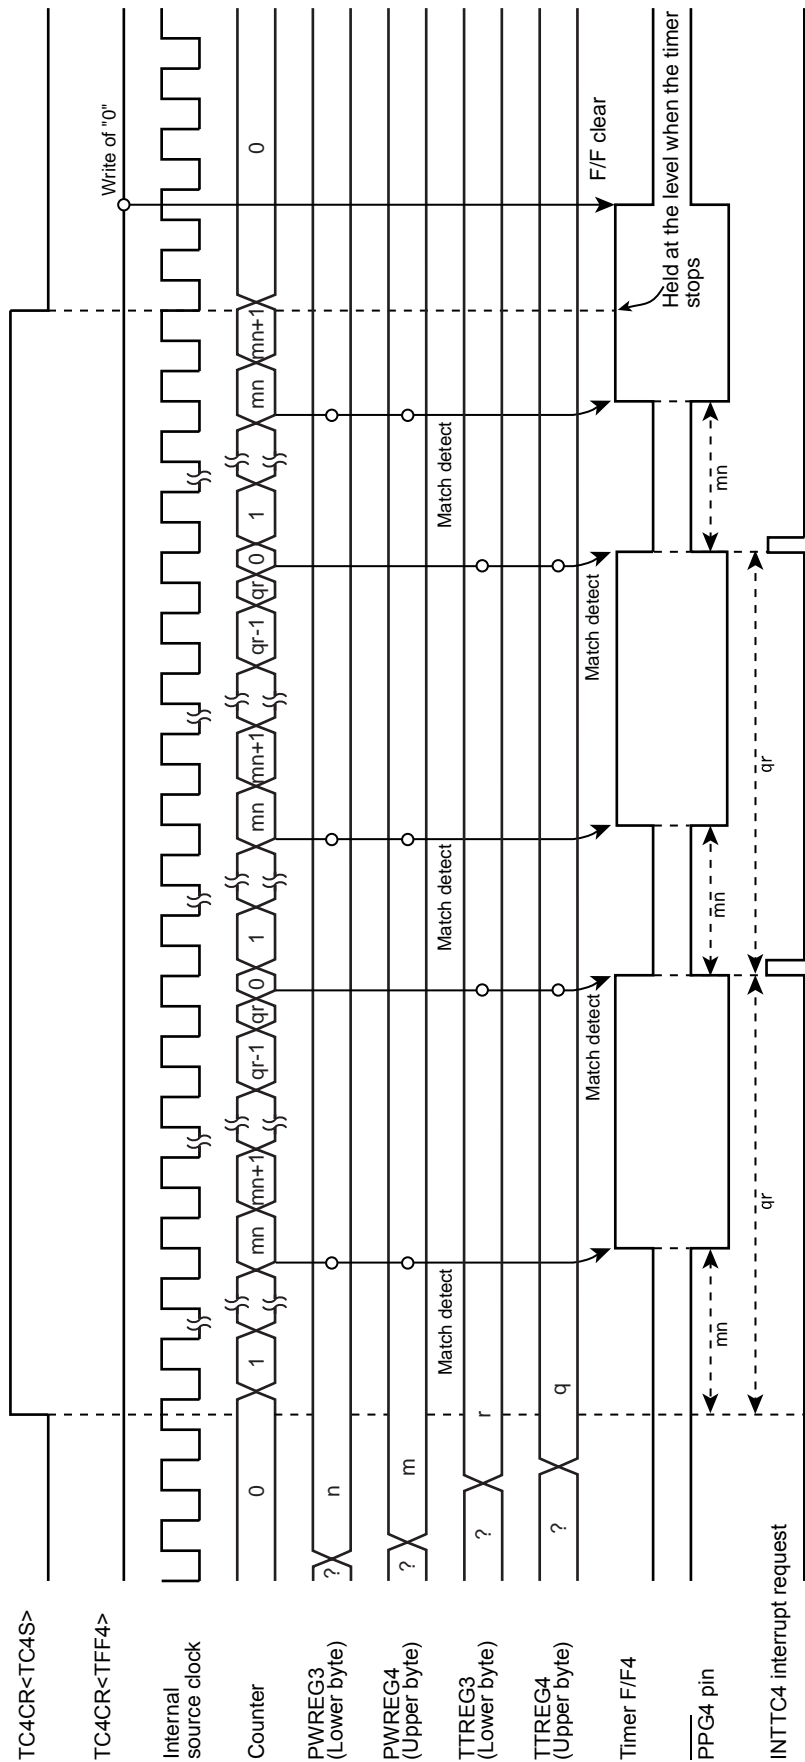 TC4CR<TC4S>
TC4CR<TFF4>
Write of "0"
Internal
source clock
Counter
0
1
mn
mn+1
qr-1
qr
0
1
mn
mn+1
qr-1
qr
0
1
mn
mn+1
0
PWREG3
(Lower byte)
?
n
PWREG4
(Upper byte)
?
m
Match detect
Match detect
Match detect
TTREG3
(Lower byte)
?
r
TTREG4
(Upper byte)
?
q
Match detect
Match detect
F/F clear
Timer F/F4
Held at the level when the timer
stops
PPG4 pin
mn
mn
mn
qr
qr
INTTC4 interrupt request